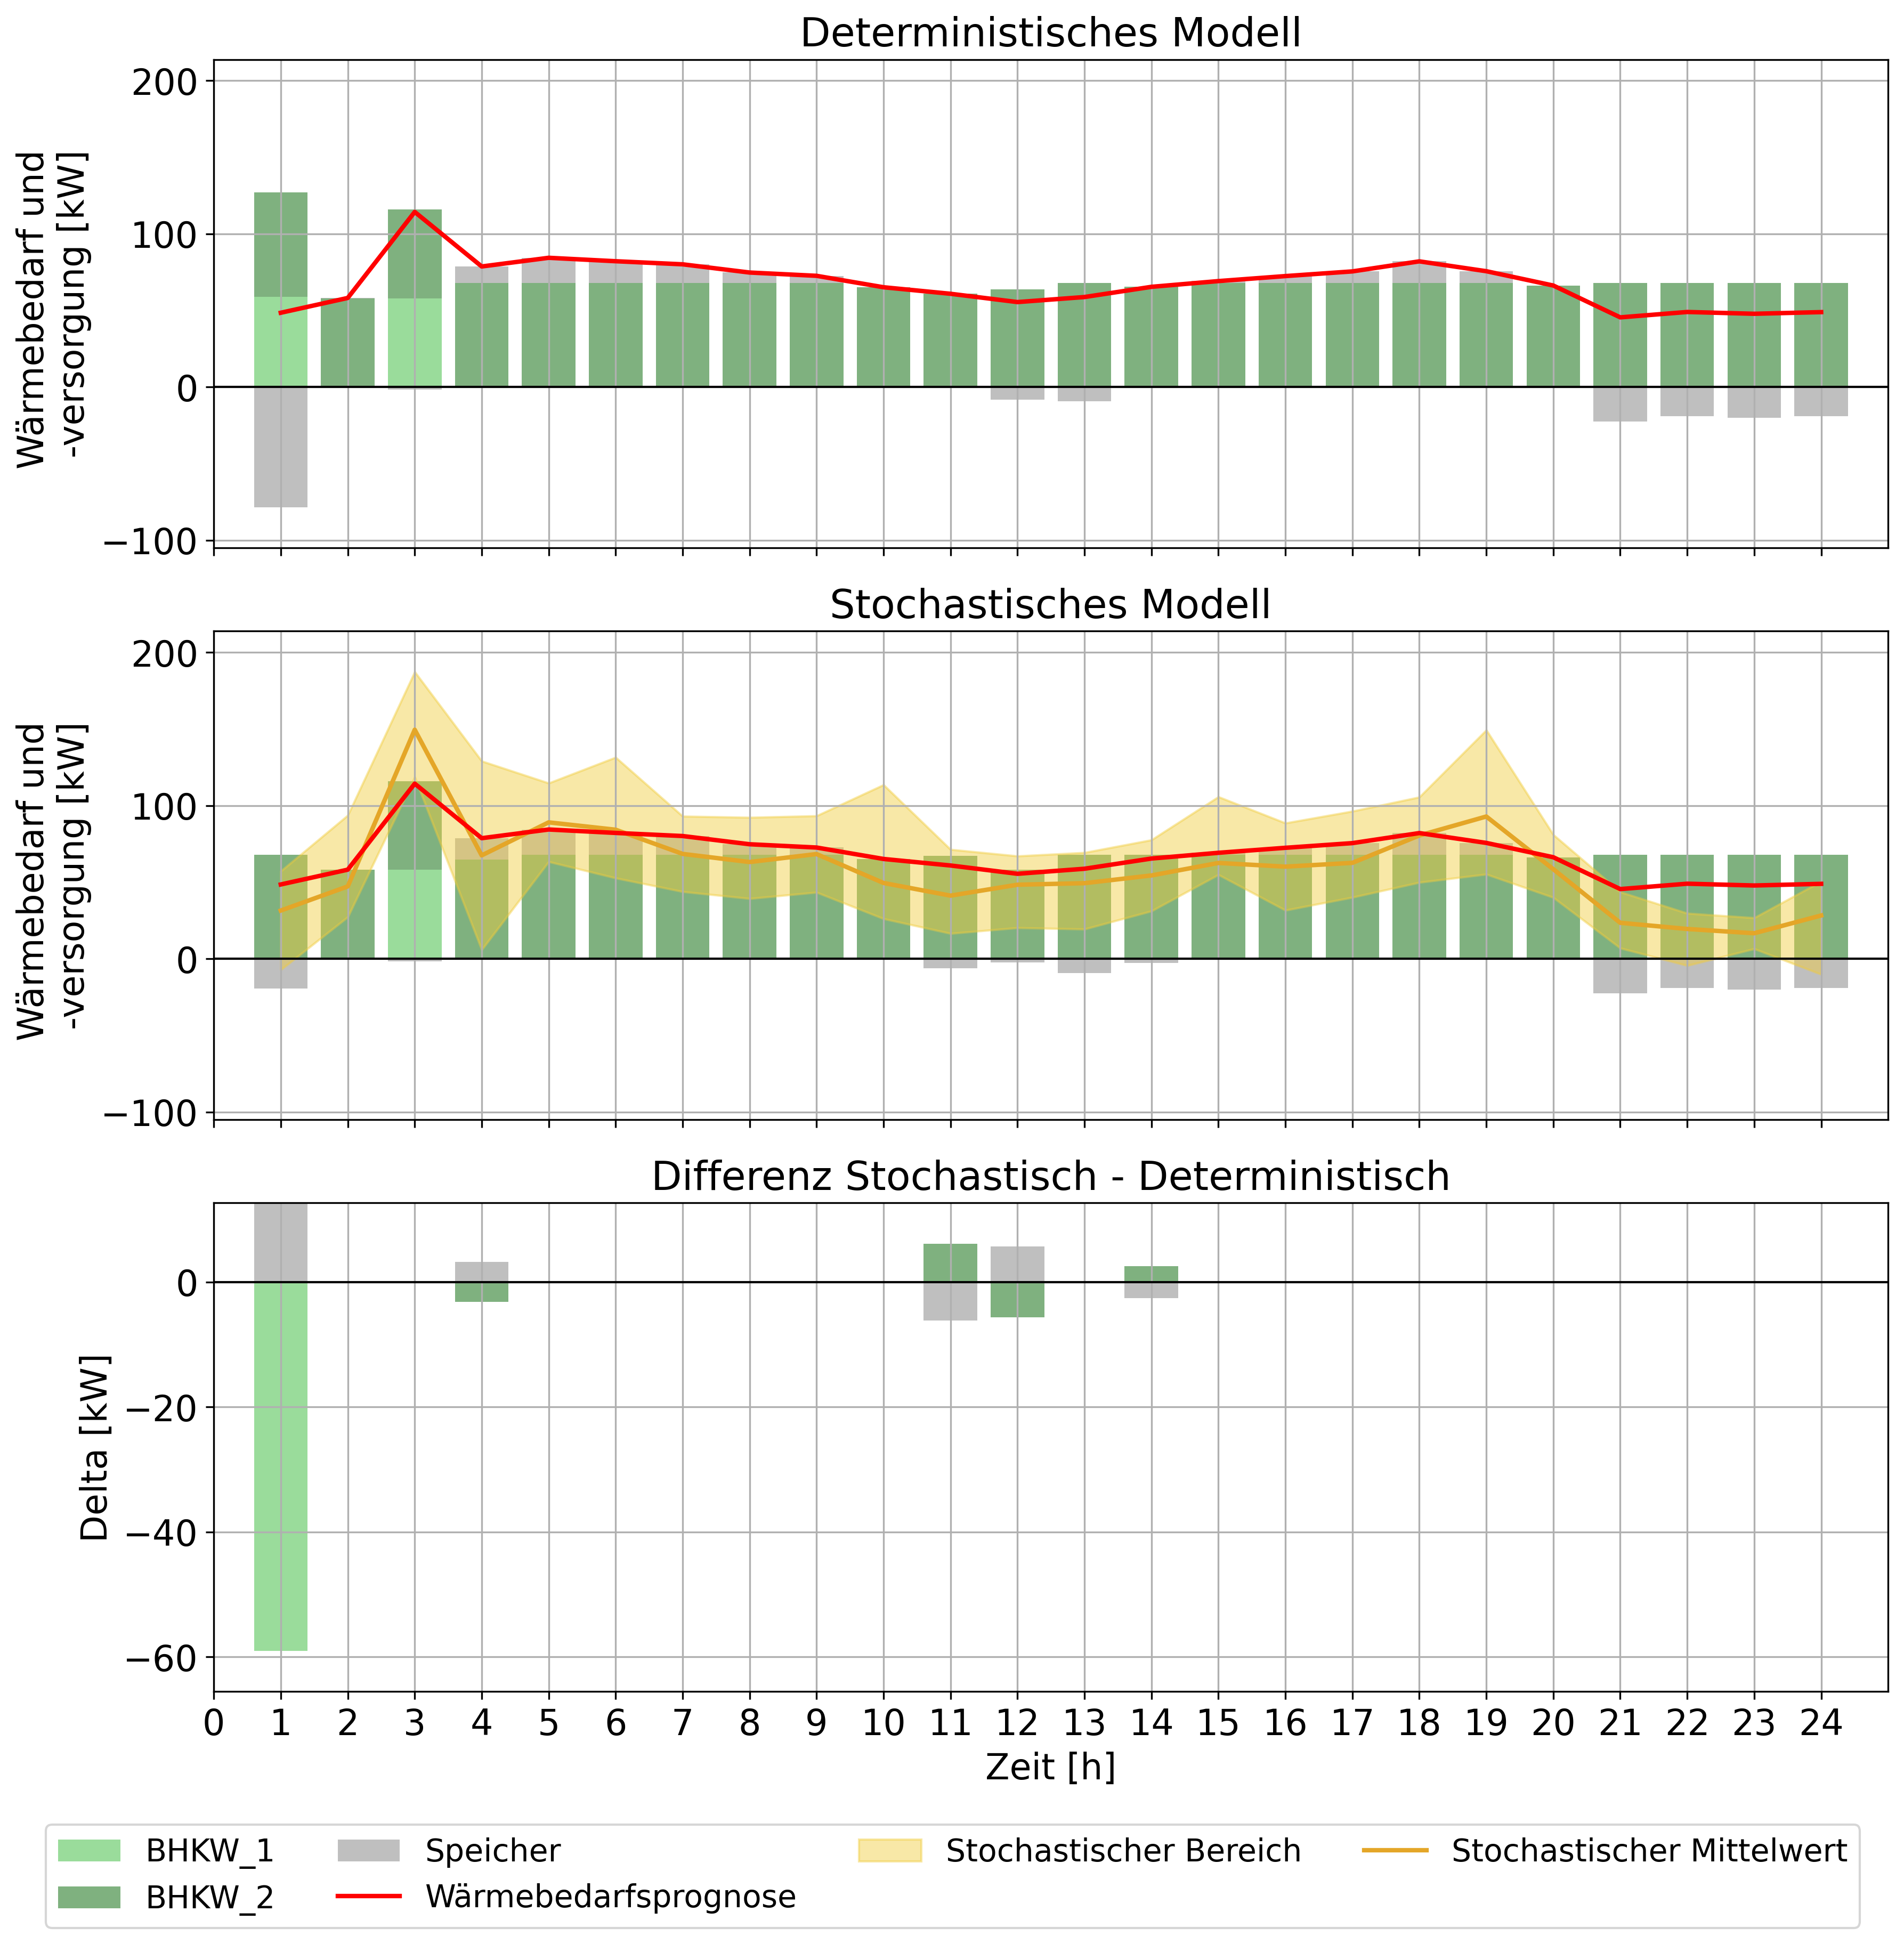 Deterministisches Modell
Wärmebedarf und
-versorgung [kW]
200
100
0
−100
Stochastisches Modell
Wärmebedarf und
-versorgung [kW]
200
100
0
−100
Differenz Stochastisch - Deterministisch
Delta [kW]
0
−20
−40
−60
0 1 2 3 4 5 6 7 8 9 10 11 12 13 14 15 16 17 18 19 20 21 22 23 24
Zeit [h]
BHKW_1 Speicher Stochastischer Bereich Stochastischer Mittelwert
BHKW_2 Wärmebedarfsprognose